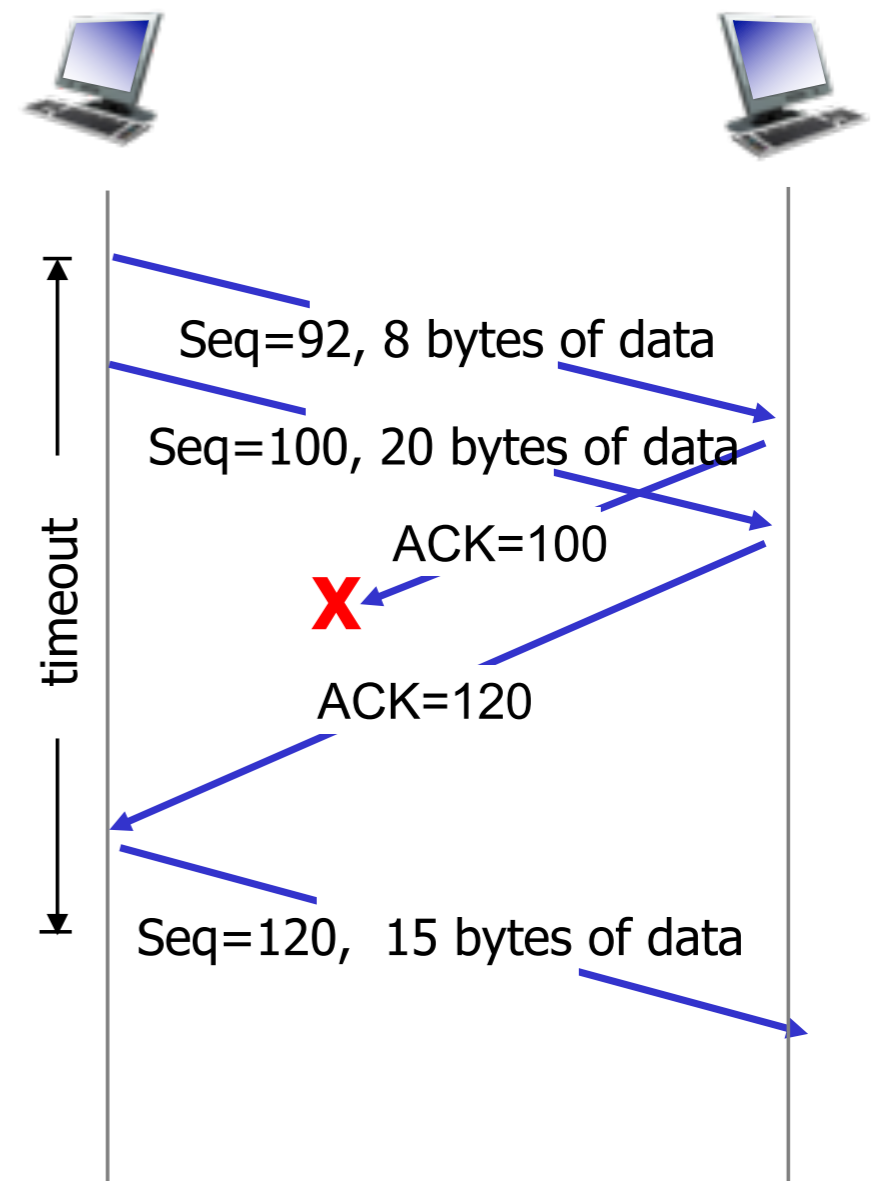 Seq=92, 8 bytes of data
Seq=100, 20 bytes of data
ACK=100
X
timeout
ACK=120
Seq=120,  15 bytes of data